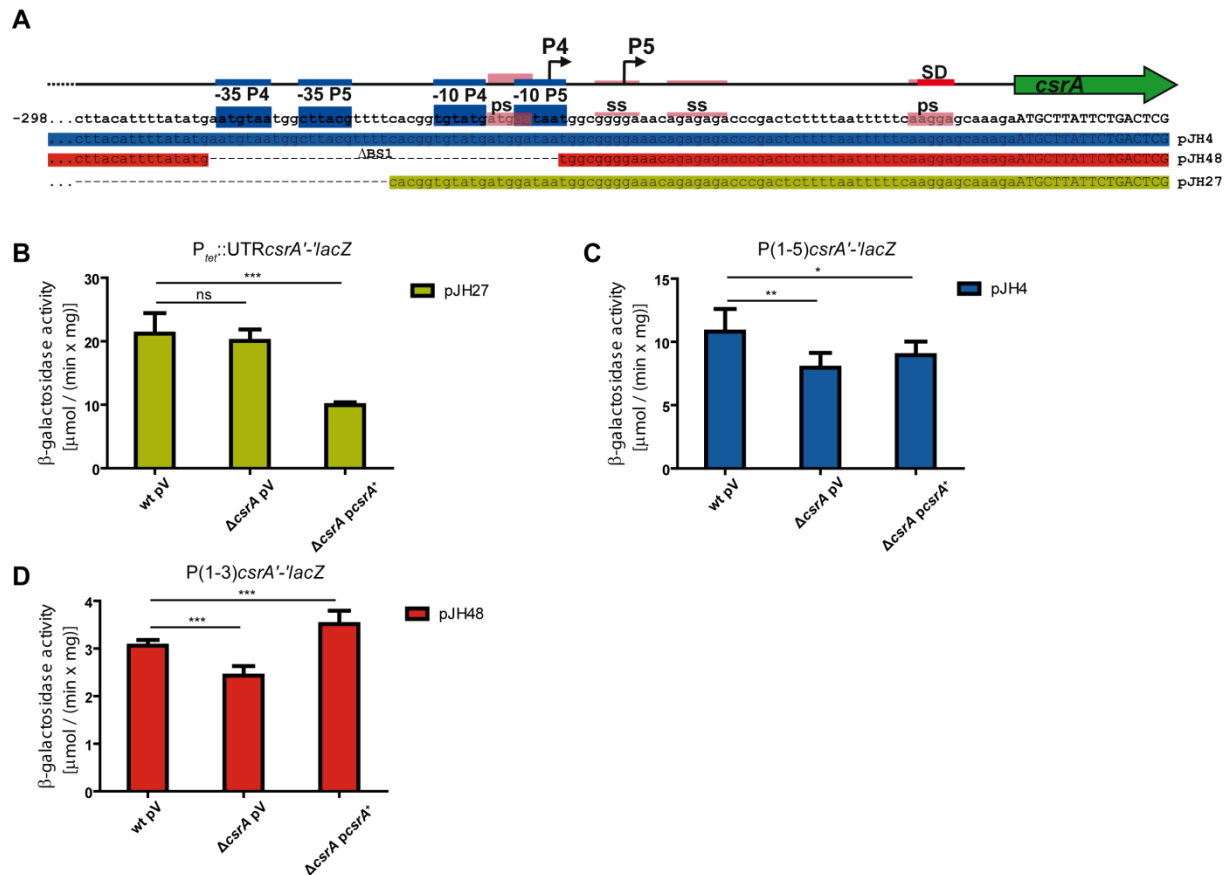 A
P4
P5
SD
-35 P4 -35 P5 -10 P4 ps -10 P5 ss ss ps csrA
-298 ...cttacattttatatgaatgtaatggcttacgttttcacggtgtatgatggataatggcggggaaacagagagacccgactcttttaatttttcaaggagcaaagaATGCTTATTCTGACTCG
...cttacattttatatgaatgtaatggcttacgttttcacggtgtatgatggataatggcggggaaacagagagacccgactcttttaatttttcaaggagcaaagaATGCTTATTCTGACTCG pJH4
...cttacattttatatg ΔBS1 tggcggggaaacagagagacccgactcttttaatttttcaaggagcaaagaATGCTTATTCTGACTCG pJH48
... cacggtgtatgatggataatggcggggaaacagagagacccgactcttttaatttttcaaggagcaaagaATGCTTATTCTGACTCG pJH27
B
Ptet::UTRcsrA'-'lacZ
β-galactosidase activity
[µmol / (min x mg)]
30
20
10
0
***
ns
pJH27
wt pV
ΔcsrA pV
ΔcsrA pcsrA+
C
P(1-5)csrA'-'lacZ
β-galactosidase activity
[µmol / (min x mg)]
15
10
5
0
*
**
pJH4
wt pV
ΔcsrA pV
ΔcsrA pcsrA+
D
P(1-3)csrA'-'lacZ
β-galactosidase activity
[µmol / (min x mg)]
4
3
2
1
0
***
***
pJH48
wt pV
ΔcsrA pV
ΔcsrA pcsrA+